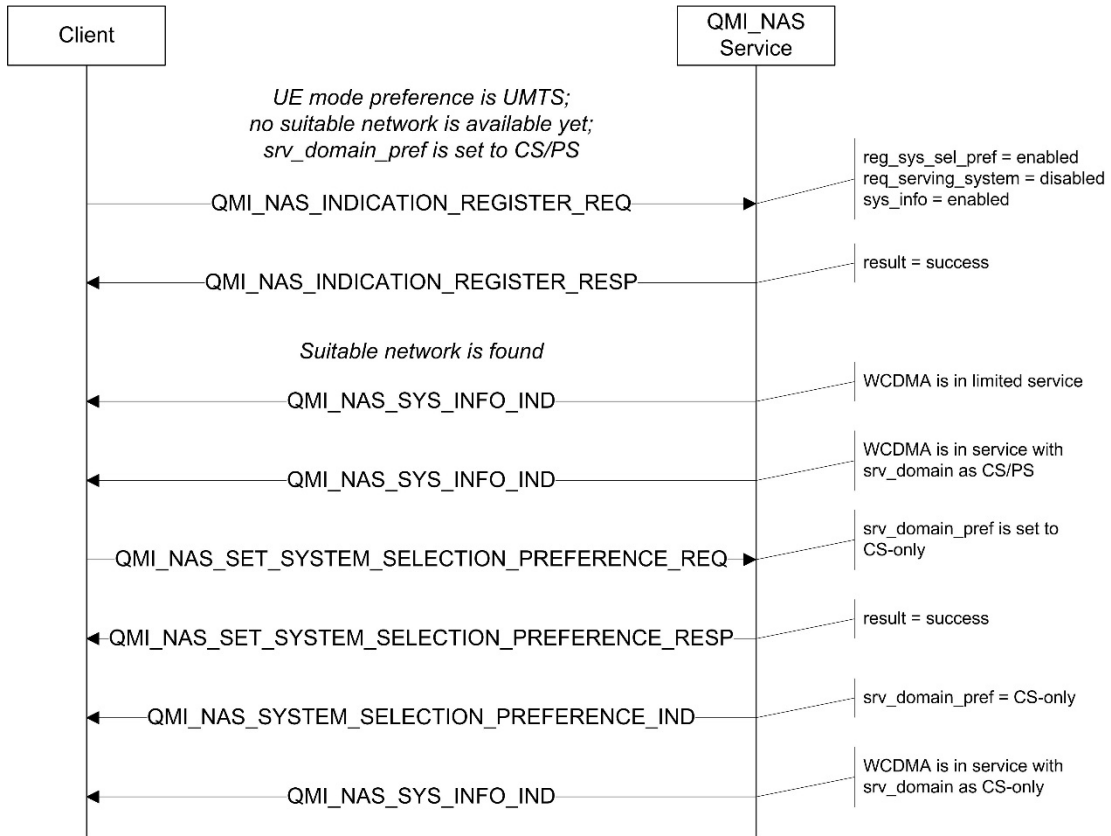 Client
QMI_NAS
Service
UE mode preference is UMTS;
no suitable network is available yet;
srv_domain_pref is set to CS/PS
reg_sys_sel_pref = enabled
req_serving_system = disabled
sys_info = enabled
QMI_NAS_INDICATION_REGISTER_REQ
result = success
QMI_NAS_INDICATION_REGISTER_RESP
Suitable network is found
WCDMA is in limited service
QMI_NAS_SYS_INFO_IND
WCDMA is in service with
srv_domain as CS/PS
QMI_NAS_SYS_INFO_IND
srv_domain_pref is set to
CS-only
QMI_NAS_SET_SYSTEM_SELECTION_PREFERENCE_REQ
result = success
QMI_NAS_SET_SYSTEM_SELECTION_PREFERENCE_RESP
srv_domain_pref = CS-only
QMI_NAS_SYSTEM_SELECTION_PREFERENCE_IND
WCDMA is in service with
srv_domain as CS-only
QMI_NAS_SYS_INFO_IND